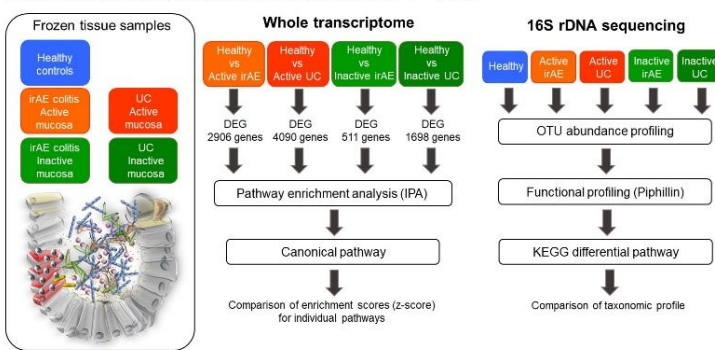 Frozen tissue samples
Healthy
controls
irAE colitis
Active
mucosa
UC
Active
mucosa
irAE colitis
Inactive
mucosa
UC
Inactive
mucosa
Whole transcriptome
Healthy
vs
Active irAE
Healthy
vs
Active UC
Healthy
vs
Inactive irAE
Healthy
vs
Inactive UC
DEG
2906 genes
DEG
4090 genes
DEG
511 genes
DEG
1698 genes
Pathway enrichment analysis (IPA)
Canonical pathway
Comparison of enrichment scores (z-score)
for individual pathways
16S rDNA sequencing
Healthy
Active
irAE
Active
UC
Inactive
irAE
Inactive
UC
OTU abundance profiling
Functional profiling (Piphillin)
KEGG differential pathway
Comparison of taxonomic profile